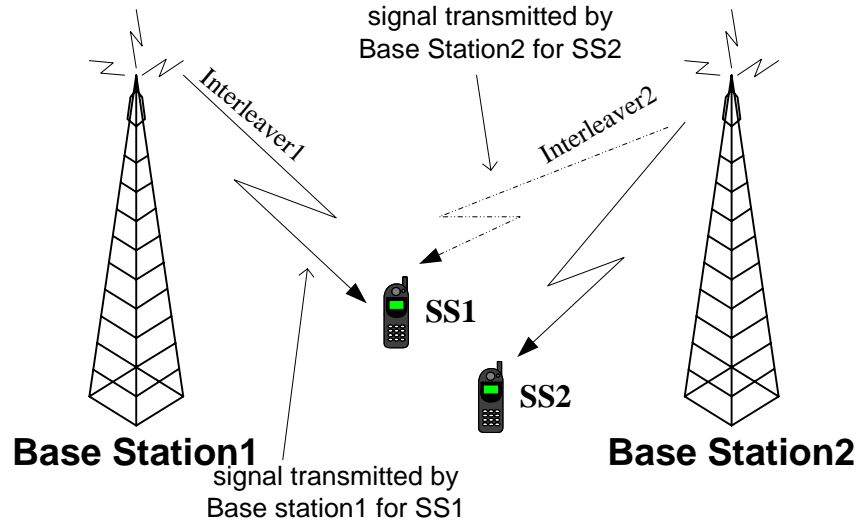 signal transmitted by
Base Station2 for SS2
Interleaver1
Interleaver2
SS1
SS2
Base Station1
Base Station2
signal transmitted by
Base station1 for SS1